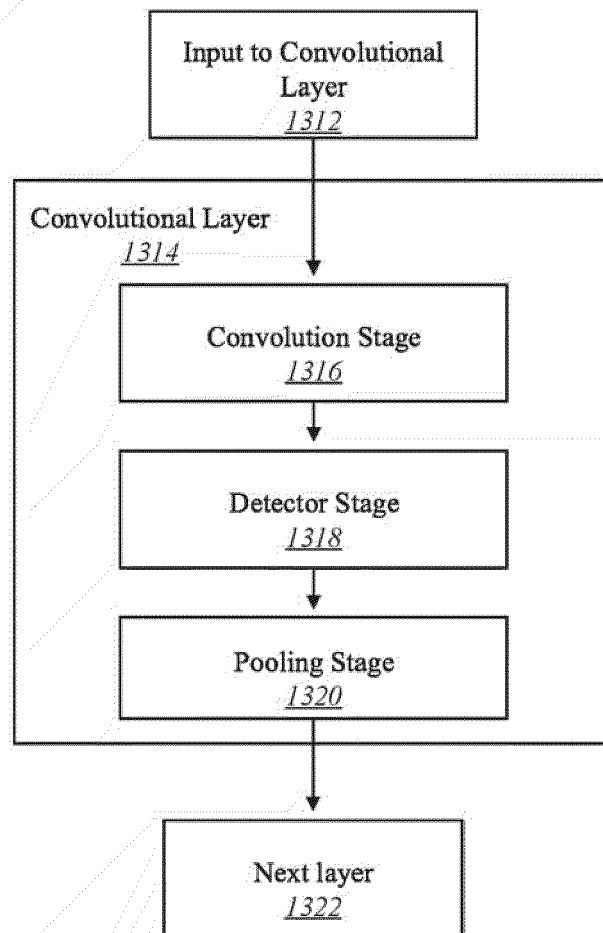 Input to Convolutional
Layer
1312
Convolutional Layer
1314
Convolution Stage
1316
Detector Stage
1318
Pooling Stage
1320
Next layer
1322